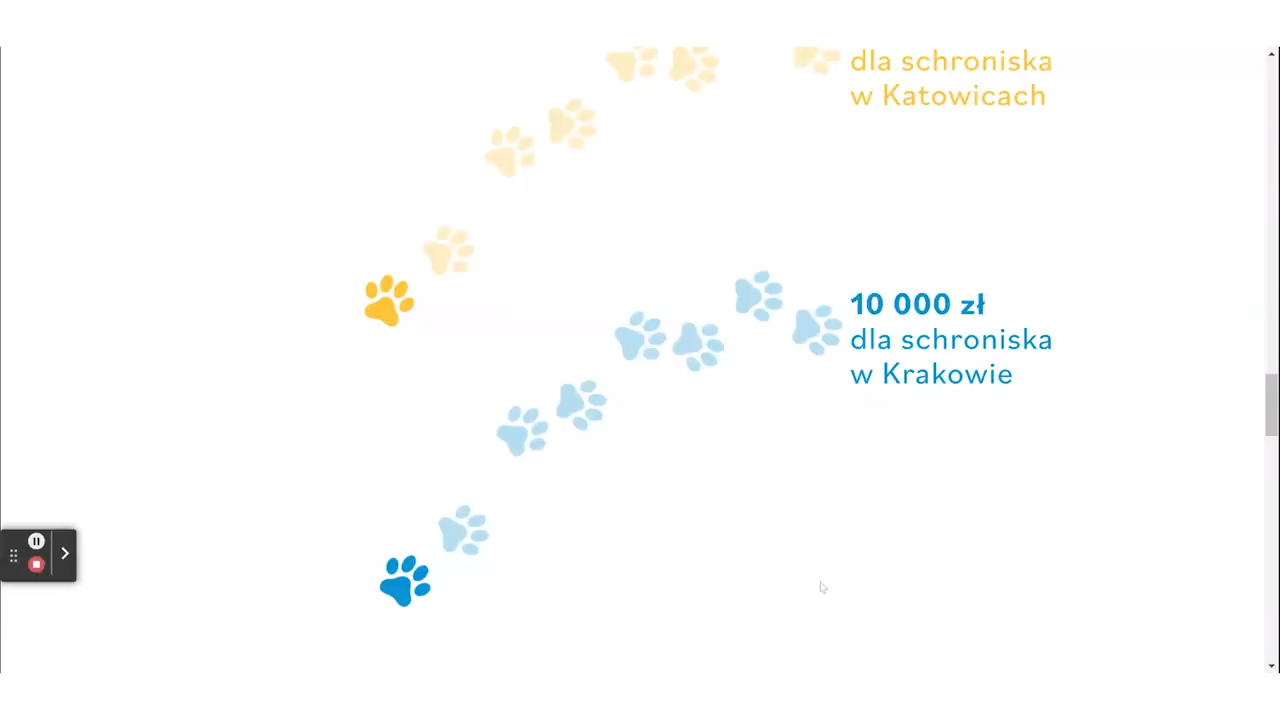 dla schroniska
w Katowicach
10 000 zł
dla schroniska
w Krakowie